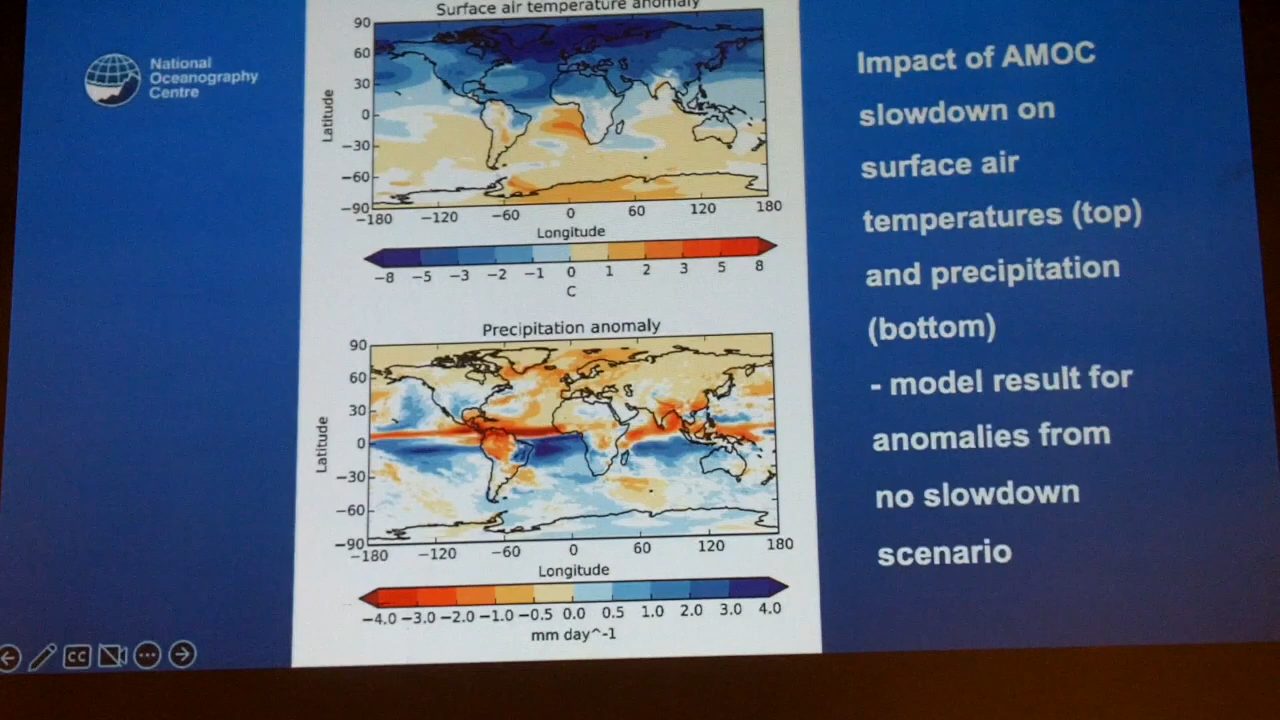 National
Oceanography
Centre
Surface air temperature anomaly
90
60
30
0
−30
−60
−90
Latitude
−180 −120 −60 0 60 120 180
Longitude
−8 −5 −3 −2 −1 0 1 2 3 5 8
C
Precipitation anomaly
90
60
30
0
−30
−60
−90
Latitude
−180 −120 −60 0 60 120 180
Longitude
−4.0 −3.0 −2.0 −1.0 −0.5 0.0 0.5 1.0 2.0 3.0 4.0
mm day^-1
Impact of AMOC
slowdown on
surface air
temperatures (top)
and precipitation
(bottom)
- model result for
anomalies from
no slowdown
scenario
CC